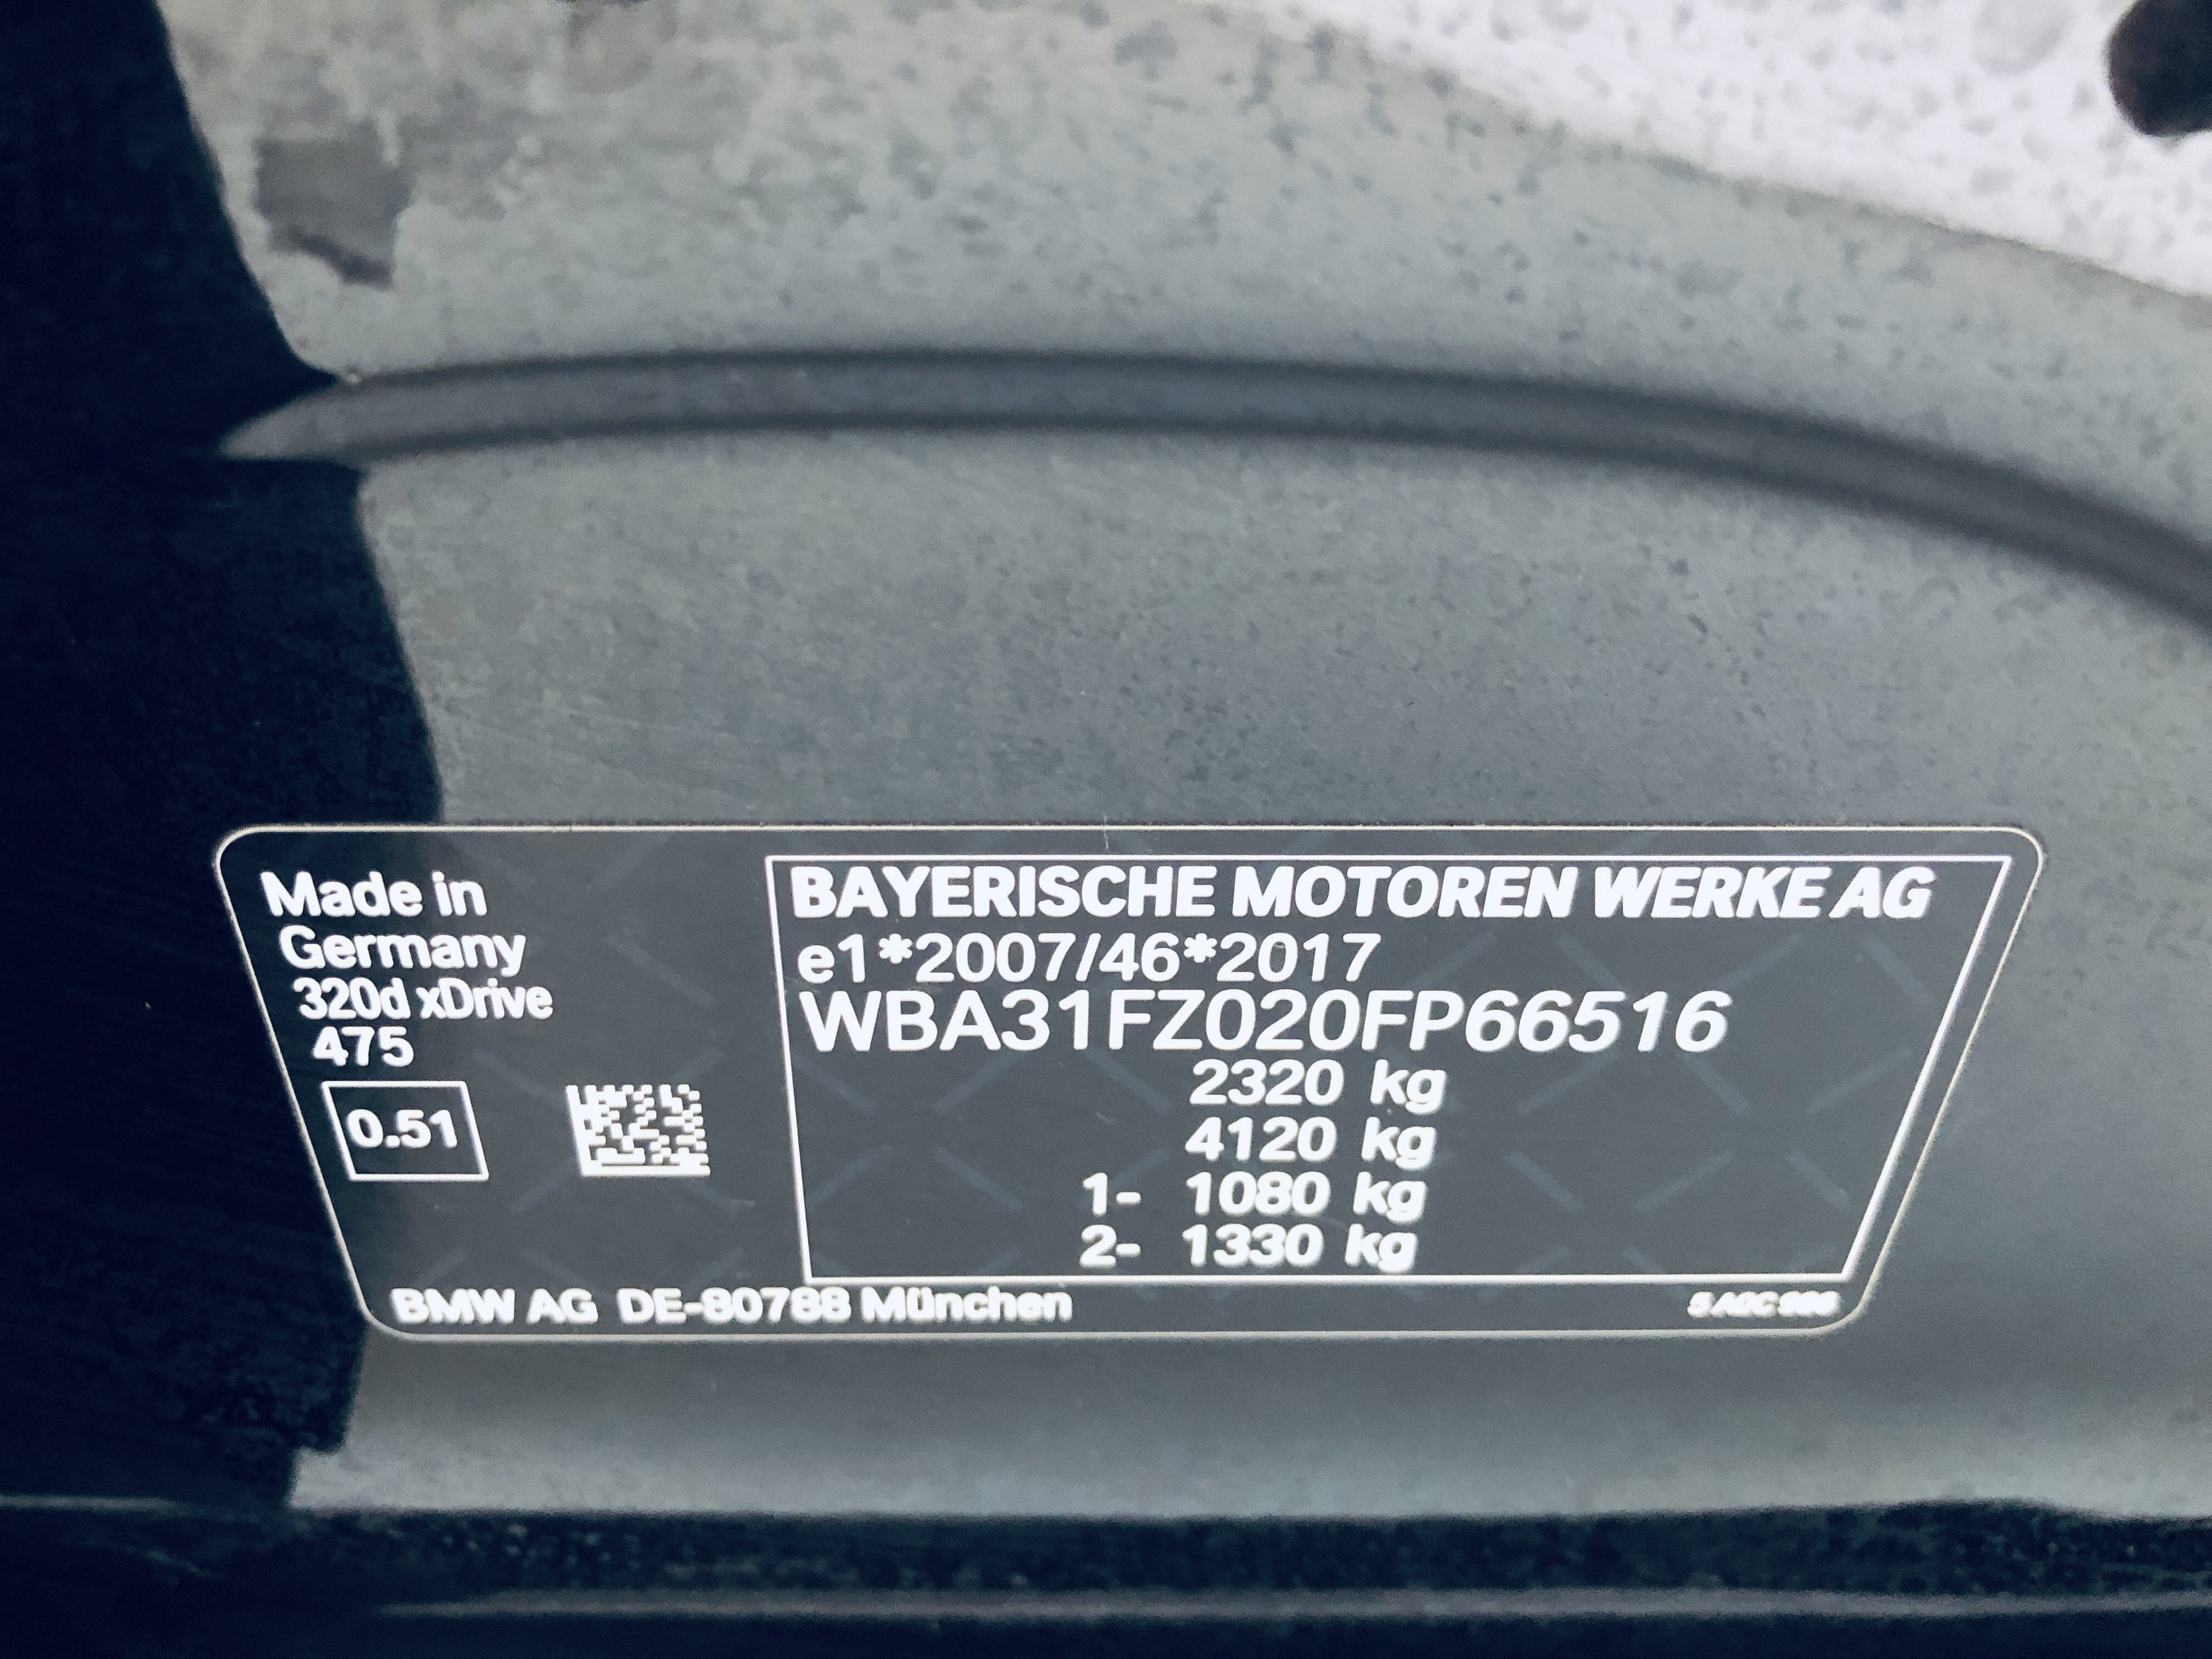 Made in
Germany
320d xDrive
475
0.51
BAYERISCHE MOTOREN WERKE AG
e1*2007/46*2017
WBA31FZ020FP66516
2320 kg
4120 kg
1- 1080 kg
2- 1330 kg
BMW AG DE-80788 München